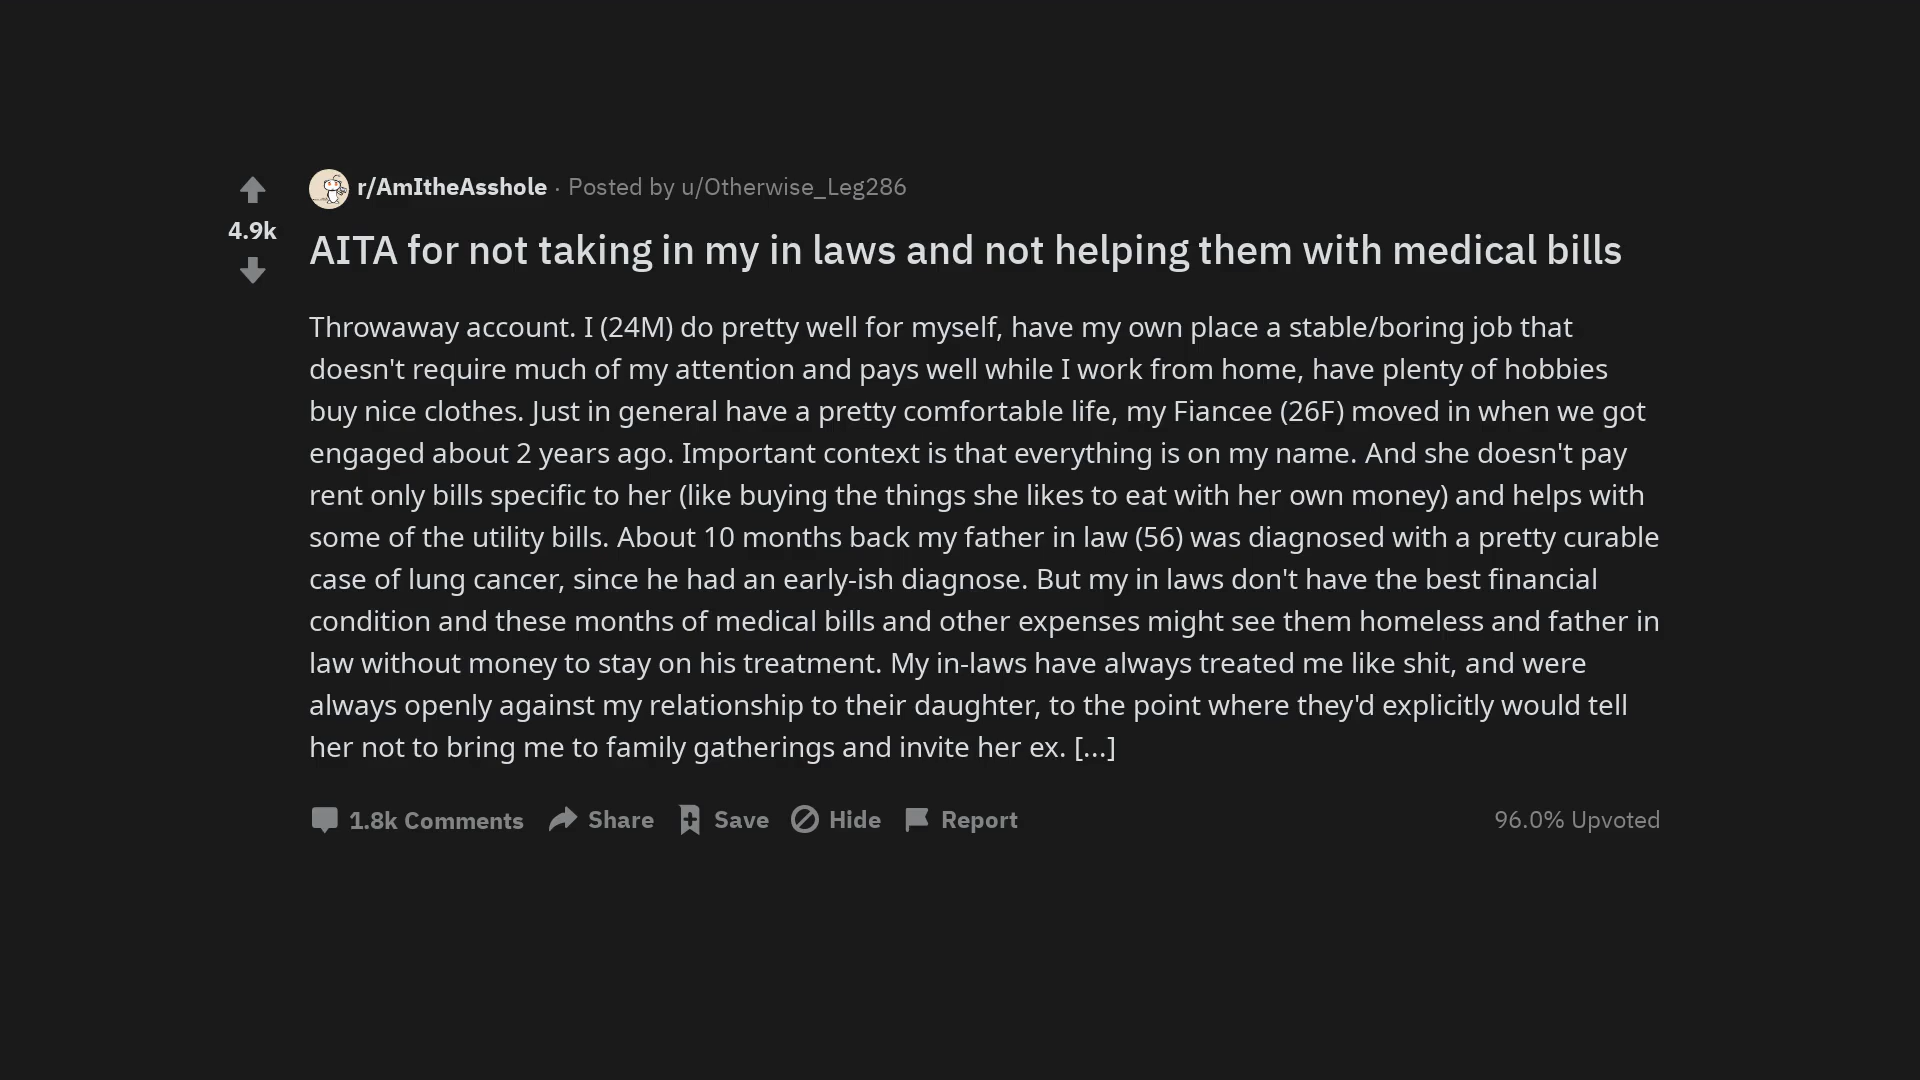 r/AmItheAsshole · Posted by u/Otherwise_Leg286
4.9k
AITA for not taking in my in laws and not helping them with medical bills
Throwaway account. I (24M) do pretty well for myself, have my own place a stable/boring job that
doesn't require much of my attention and pays well while I work from home, have plenty of hobbies
buy nice clothes. Just in general have a pretty comfortable life, my Fiancee (26F) moved in when we got
engaged about 2 years ago. Important context is that everything is on my name. And she doesn't pay
rent only bills specific to her (like buying the things she likes to eat with her own money) and helps with
some of the utility bills. About 10 months back my father in law (56) was diagnosed with a pretty curable
case of lung cancer, since he had an early-ish diagnose. But my in laws don't have the best financial
condition and these months of medical bills and other expenses might see them homeless and father in
law without money to stay on his treatment. My in-laws have always treated me like shit, and were
always openly against my relationship to their daughter, to the point where they'd explicitly would tell
her not to bring me to family gatherings and invite her ex. [...]
1.8k Comments Share Save Hide Report 96.0% Upvoted